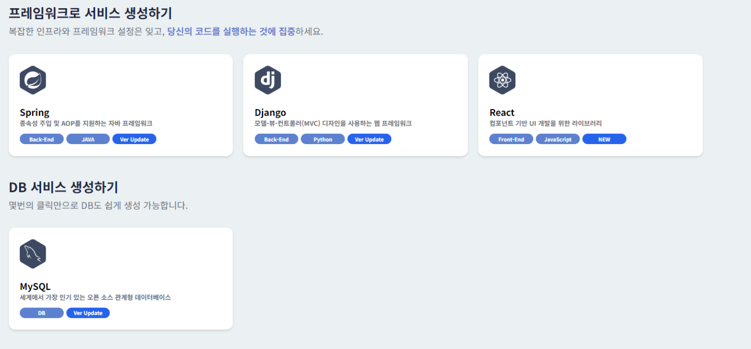 프레임워크로 서비스 생성하기
복잡한 인프라와 프레임워크 설정은 잊고, 당신의 코드를 실행하는 것에 집중하세요.
Spring
종속성 주입 및 AOP를 지원하는 자바 프레임워크
Back-End JAVA Ver Update
dj
Django
모델-뷰-컨트롤러(MVC) 디자인을 사용하는 웹 프레임워크
Back-End Python Ver Update
React
컴포넌트 기반 UI 개발을 위한 라이브러리
Front-End JavaScript NEW
DB 서비스 생성하기
몇번의 클릭만으로 DB도 쉽게 생성 가능합니다.
MySQL
세계에서 가장 인기 있는 오픈 소스 관계형 데이터베이스
DB Ver Update